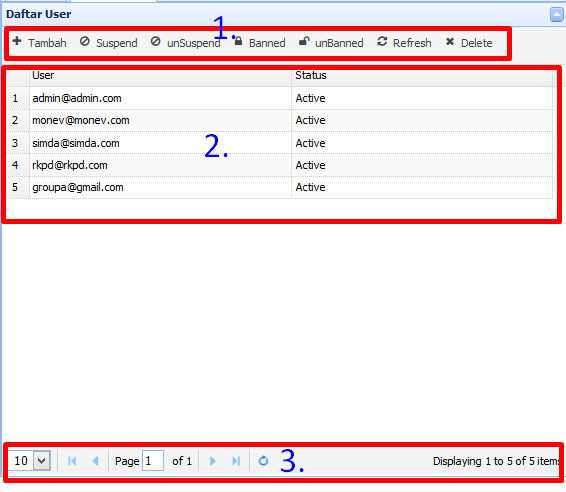 Daftar User
1.
Tambah Suspend unSuspend Banned unBanned Refresh Delete
User Status
1 admin@admin.com Active
2 monev@monev.com Active
2.
3 simda@simda.com Active
4 rkpd@rkpd.com Active
5 groupa@gmail.com Active
10 Page 1 of 1 3. Displaying 1 to 5 of 5 items